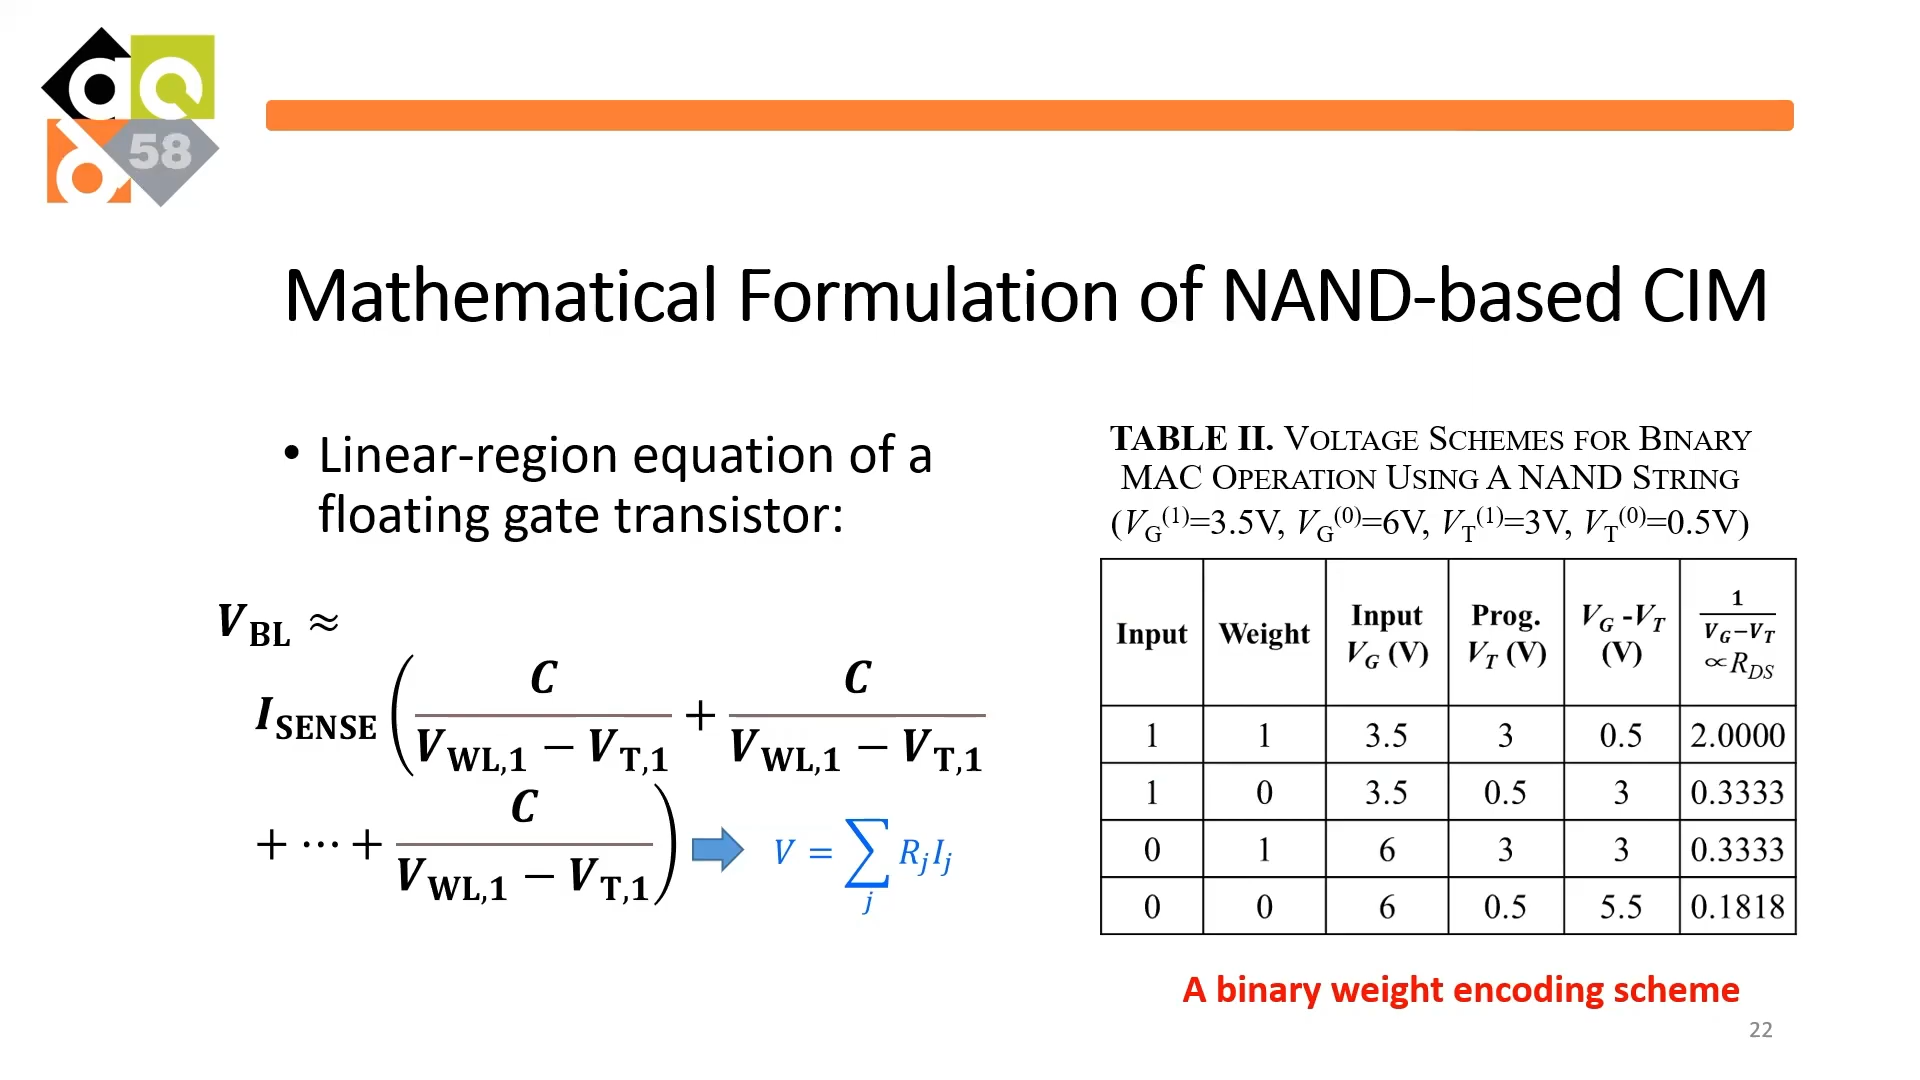 58
Mathematical Formulation of NAND-based CIM
• Linear-region equation of a
floating gate transistor:
V_BL ≈
I_SENSE ( C / (V_WL,1 − V_T,1) + C / (V_WL,1 − V_T,1)
+ ⋯ + C / (V_WL,1 − V_T,1) ) V = ∑_j R_j I_j
TABLE II. VOLTAGE SCHEMES FOR BINARY
MAC OPERATION USING A NAND STRING
(V_G^(1)=3.5V, V_G^(0)=6V, V_T^(1)=3V, V_T^(0)=0.5V)
Input Weight Input V_G (V) Prog. V_T (V) V_G -V_T (V) 1 / (V_G−V_T) ∝R_DS
1 1 3.5 3 0.5 2.0000
1 0 3.5 0.5 3 0.3333
0 1 6 3 3 0.3333
0 0 6 0.5 5.5 0.1818
A binary weight encoding scheme
22